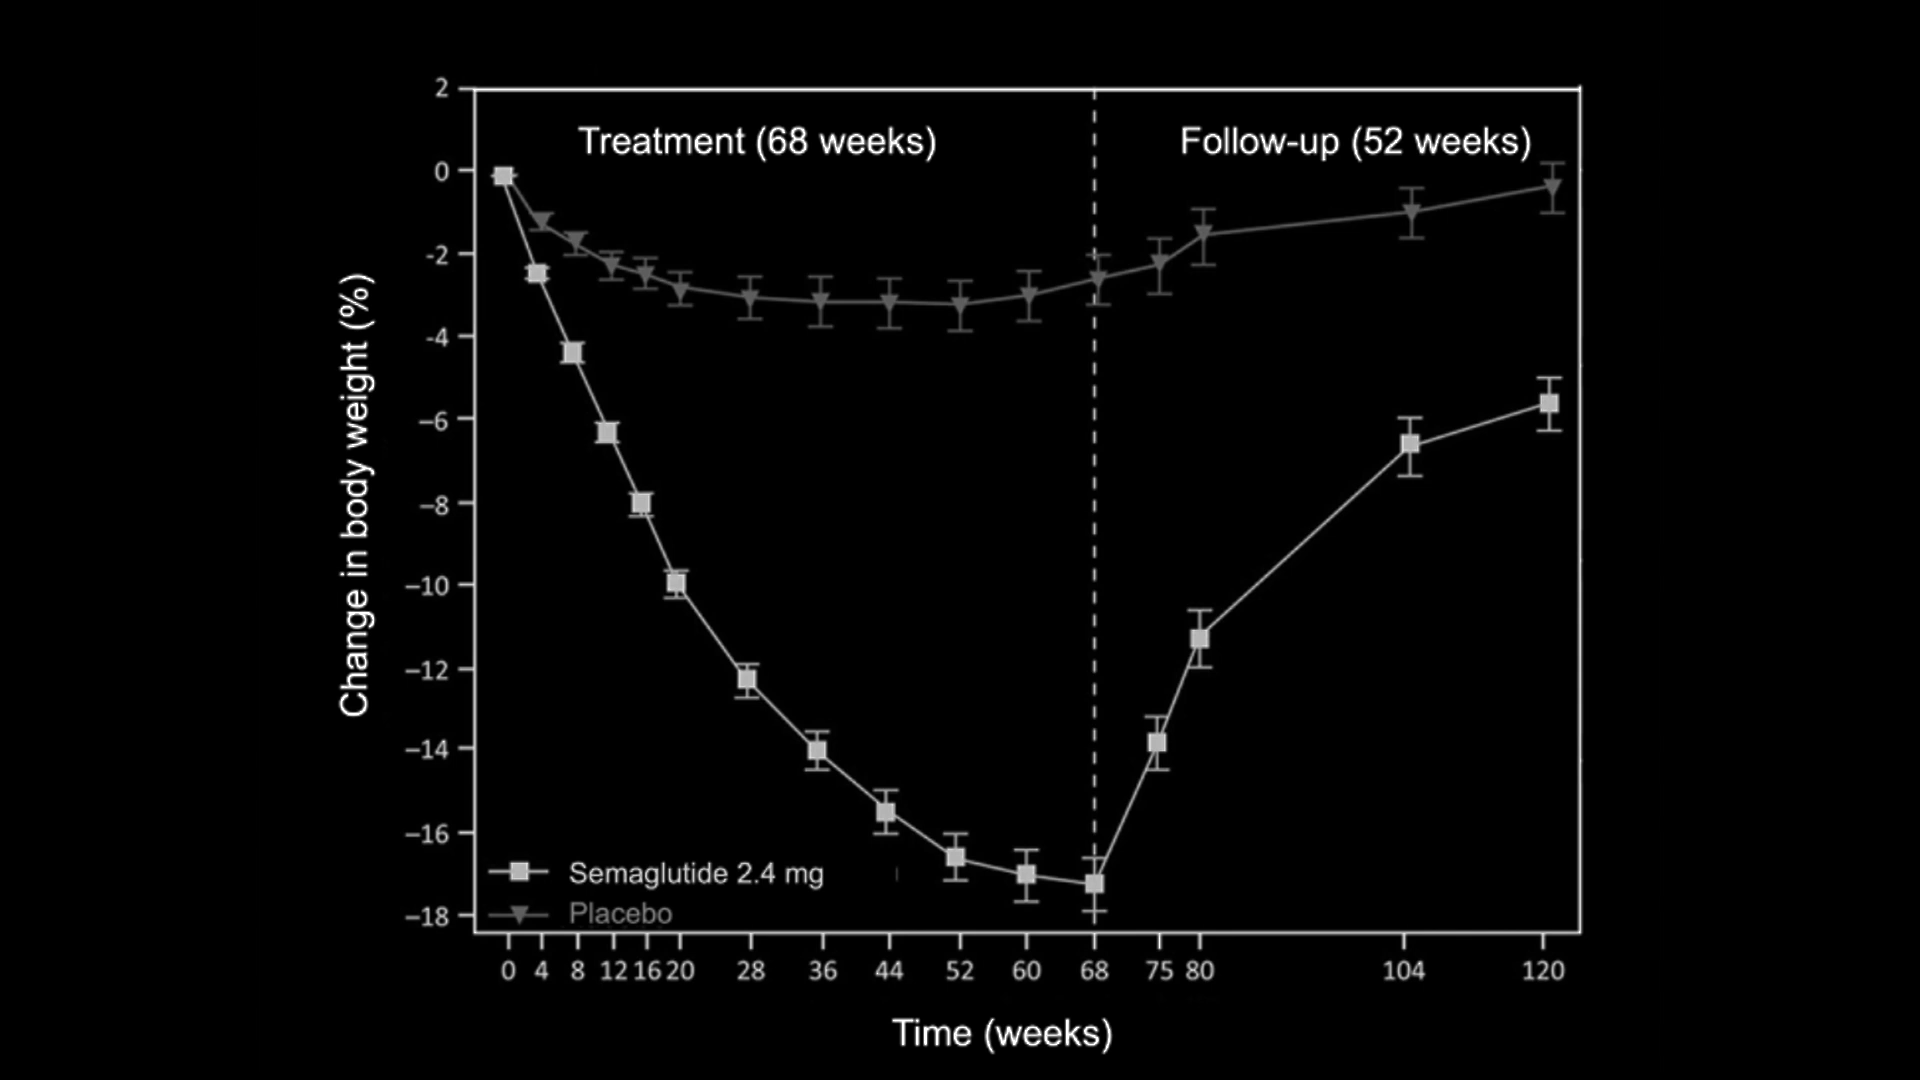 2
Treatment (68 weeks)
Follow-up (52 weeks)
0
-2
-4
–6
–8
–10
–12
–14
–16
–18
Change in body weight (%)
Semaglutide 2.4 mg
Placebo
0 4 8 12 16 20 28 36 44 52 60 68 75 80 104 120
Time (weeks)